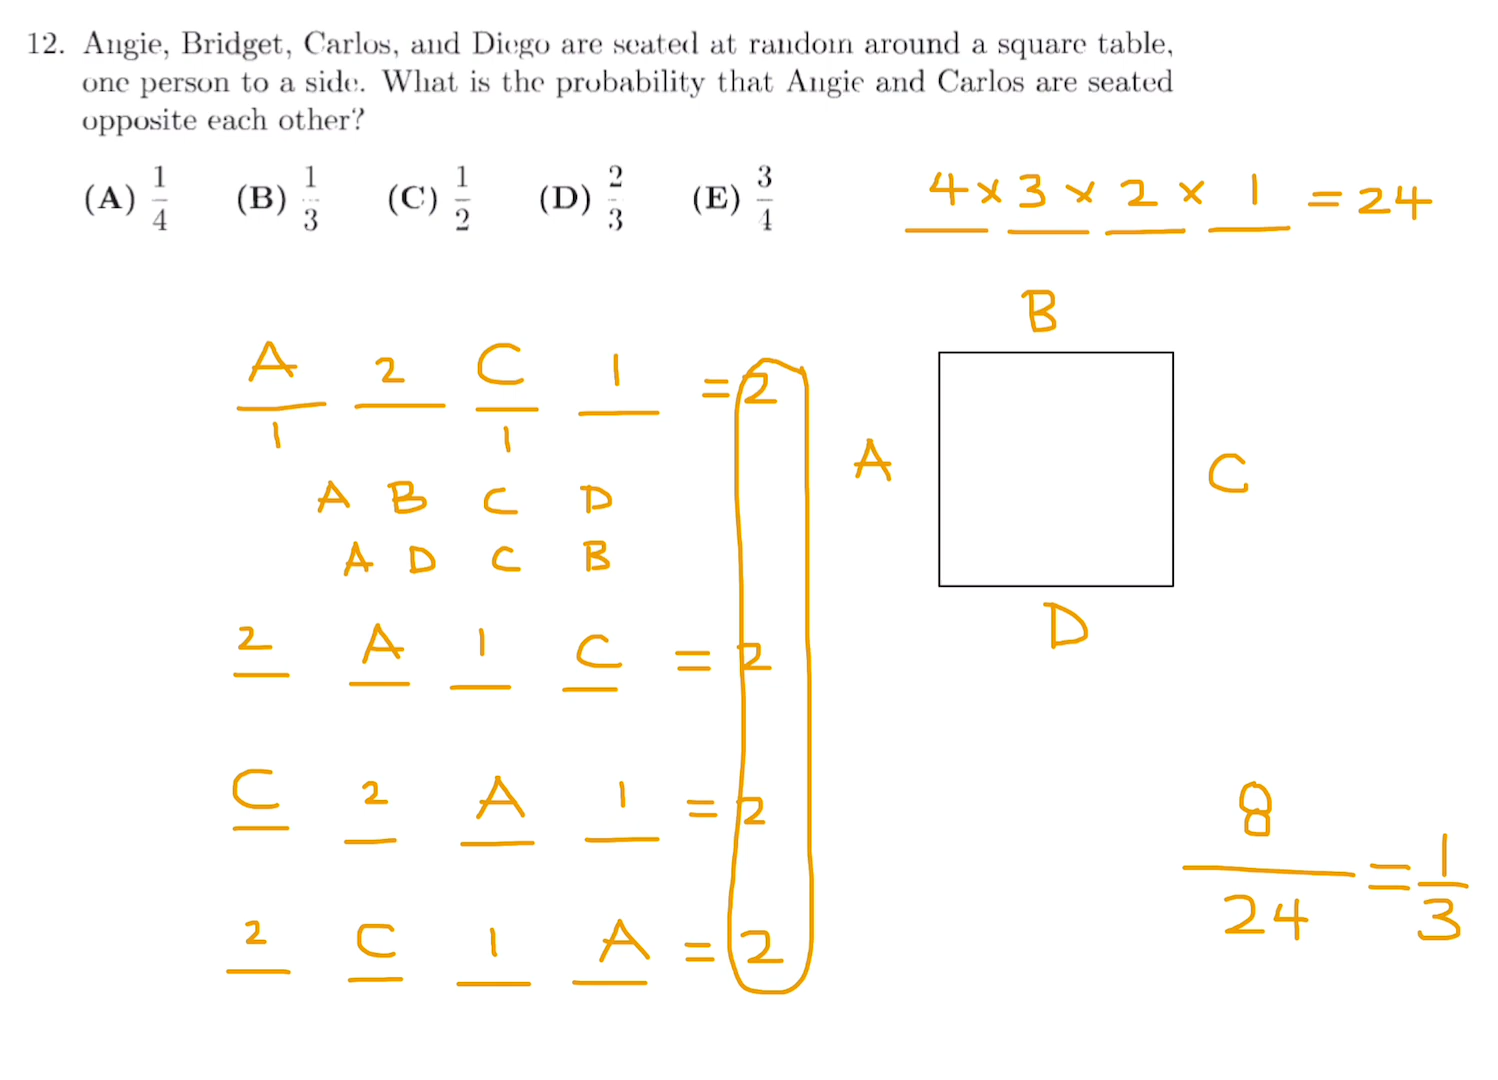 12. Angie, Bridget, Carlos, and Diego are seated at random around a square table,
one person to a side. What is the probability that Angie and Carlos are seated
opposite each other?
(A) 1/4 (B) 1/3 (C) 1/2 (D) 2/3 (E) 3/4
4 × 3 × 2 × 1 = 24
B
A C
D
A 2 C 1 = 2
1 1
A B C D
A D C B
2 A 1 C = 2
C 2 A 1 = 2
2 C 1 A = 2
8/24 = 1/3